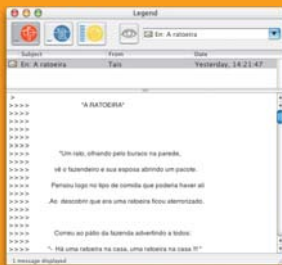 Legend
En: A ratoeira
Subject From Date
En: A ratoeira Tais Yesterday, 14:21:47
>
>>>> "A RATOEIRA"
>>>>
>>>>
>>>>
>>>>
>>>> "Um rato, olhando pelo buraco na parede,
>>>>
>>>> vê o fazendeiro e sua esposa abrindo um pacote.
>>>>
>>>> Pensou logo no tipo de comida que poderia haver ali.
>>>>
>>>> .Ao descobrir que era uma ratoeira ficou aterrorizado.
>>>>
>>>>
>>>> Correu ao pátio da fazenda advertindo a todos:
>>>>
>>>> "- Há uma ratoeira na casa, uma ratoeira na casa !!! "
1 message displayed